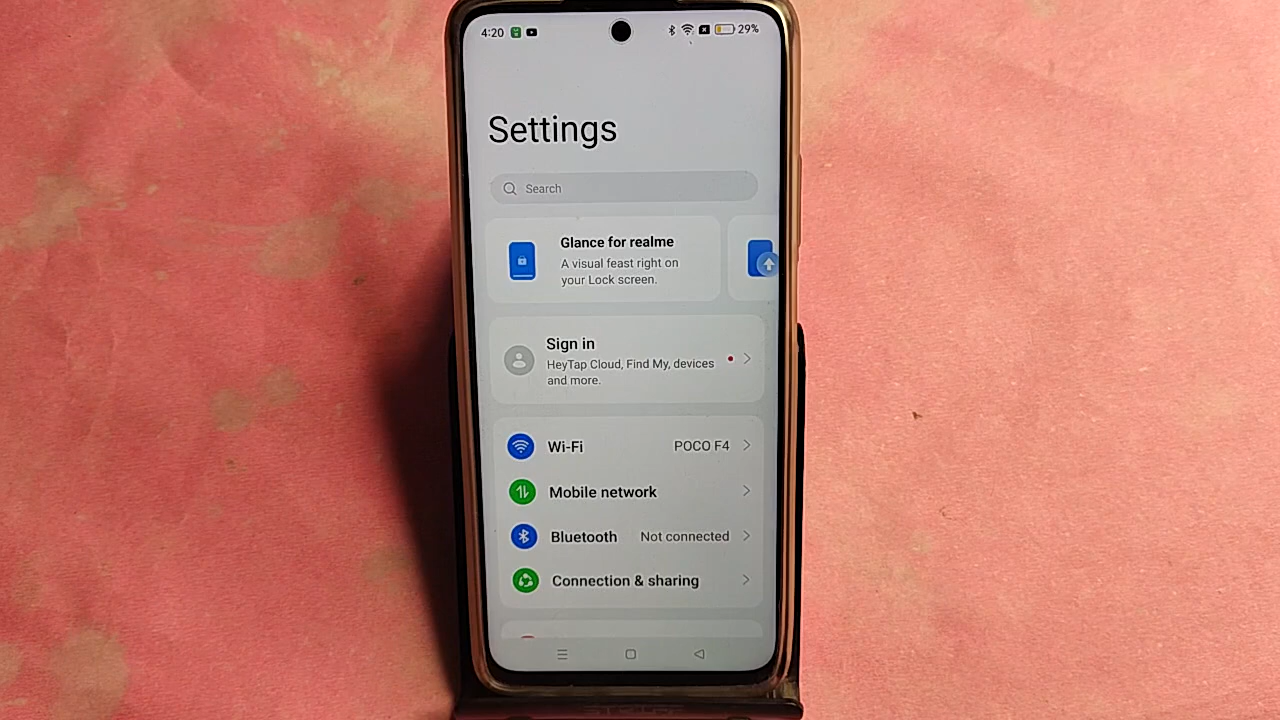 4:20
29%
Settings
Search
Glance for realme
A visual feast right on
your Lock screen.
Sign in
HeyTap Cloud, Find My, devices
and more.
Wi-Fi POCO F4
Mobile network
Bluetooth Not connected
Connection & sharing